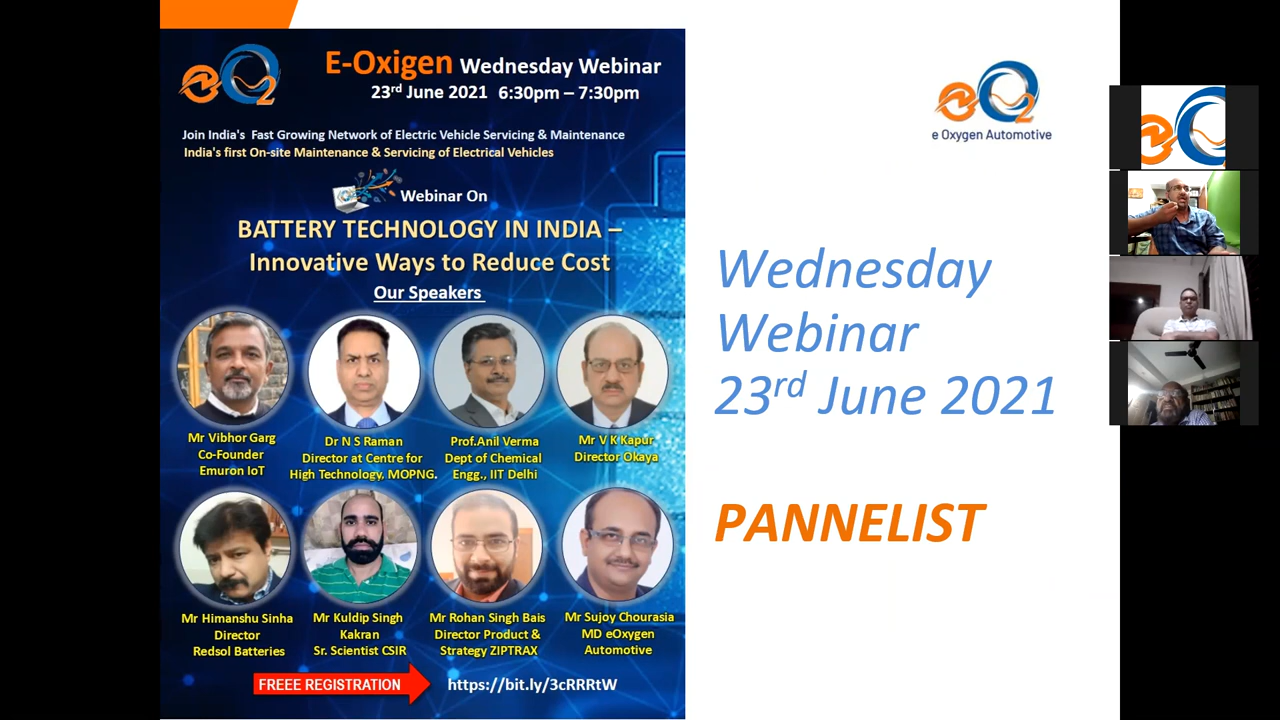 E-Oxigen Wednesday Webinar
23rd June 2021 6:30pm – 7:30pm
Join India's Fast Growing Network of Electric Vehicle Servicing & Maintenance
India's first On-site Maintenance & Servicing of Electrical Vehicles
Webinar On
BATTERY TECHNOLOGY IN INDIA –
Innovative Ways to Reduce Cost
Our Speakers
Mr Vibhor Garg
Co-Founder
Emuron IoT
Dr N S Raman
Director at Centre for
High Technology, MOPNG.
Prof.Anil Verma
Dept of Chemical
Engg., IIT Delhi
Mr V K Kapur
Director Okaya
Mr Himanshu Sinha
Director
Redsol Batteries
Mr Kuldip Singh
Kakran
Sr. Scientist CSIR
Mr Rohan Singh Bais
Director Product &
Strategy ZIPTRAX
Mr Sujoy Chourasia
MD eOxygen
Automotive
FREEE REGISTRATION
https://bit.ly/3cRRRtW
eO2
e Oxygen Automotive
Wednesday
Webinar
23rd June 2021
PANNELIST